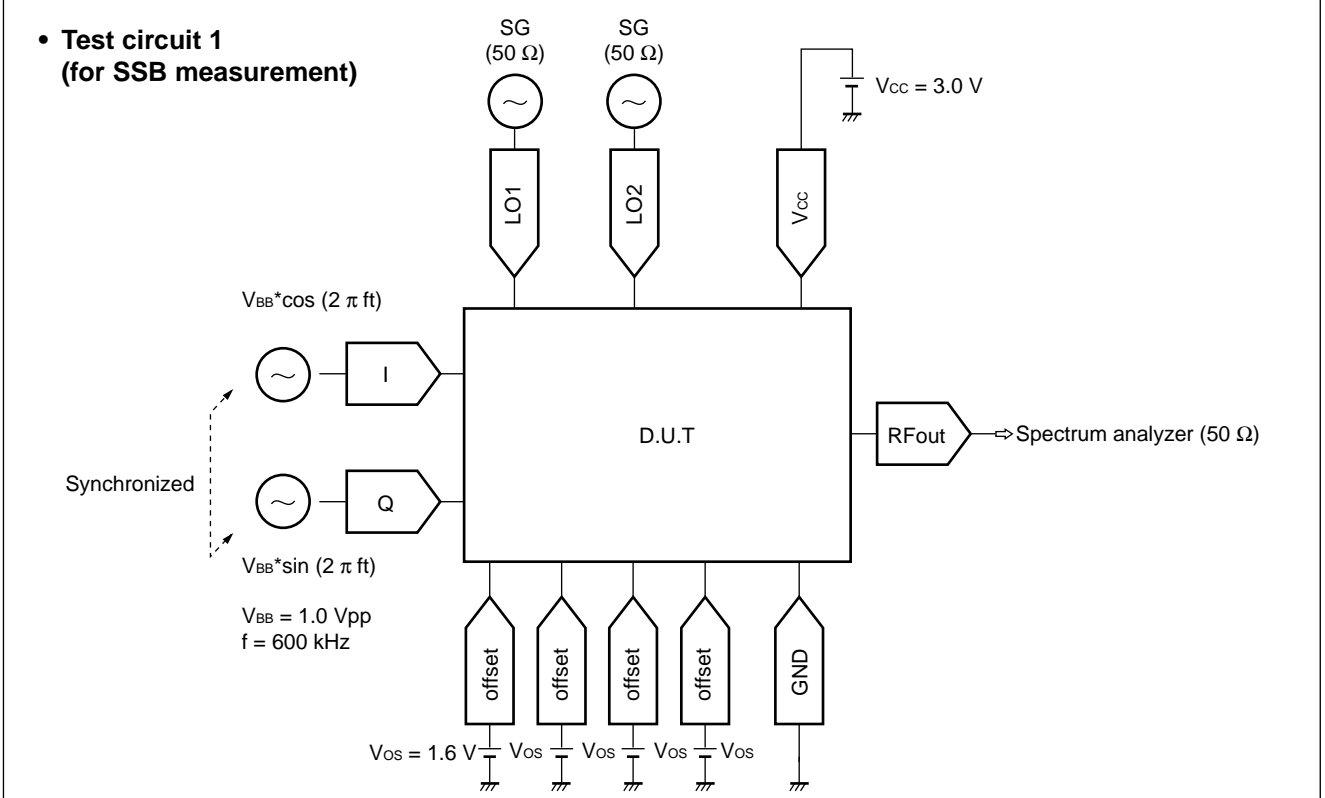 • Test circuit 1
(for SSB measurement)
SG
(50 Ω)
SG
(50 Ω)
~
~
VCC = 3.0 V
LO1
LO2
VCC
VBB*cos (2 π ft)
~
I
D.U.T
RFout
Spectrum analyzer (50 Ω)
Synchronized
~
Q
VBB*sin (2 π ft)
VBB = 1.0 Vpp
f = 600 kHz
offset
offset
offset
offset
GND
VOS = 1.6 V
VOS
VOS
VOS
VOS